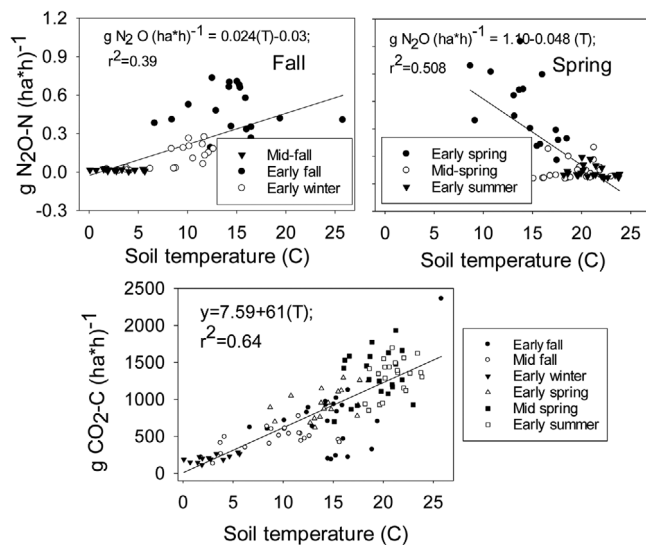 g N2 O (ha*h)-1 = 0.024(T)-0.03;
r2=0.39
Fall
g N2O-N (ha*h)-1
1.2
0.9
0.6
0.3
0.0
-0.3
Mid-fall
Early fall
Early winter
0 5 10 15 20 25
Soil temperature (C)
g N2O (ha*h)-1 = 1.10-0.048 (T);
r2=0.508
Spring
Early spring
Mid-spring
Early summer
0 5 10 15 20 25
Soil temperature (C)
y=7.59+61(T);
r2=0.64
g CO2-C (ha*h)-1
2500
2000
1500
1000
500
0
0 5 10 15 20 25
Soil temperature (C)
Early fall
Mid fall
Early winter
Early spring
Mid spring
Early summer